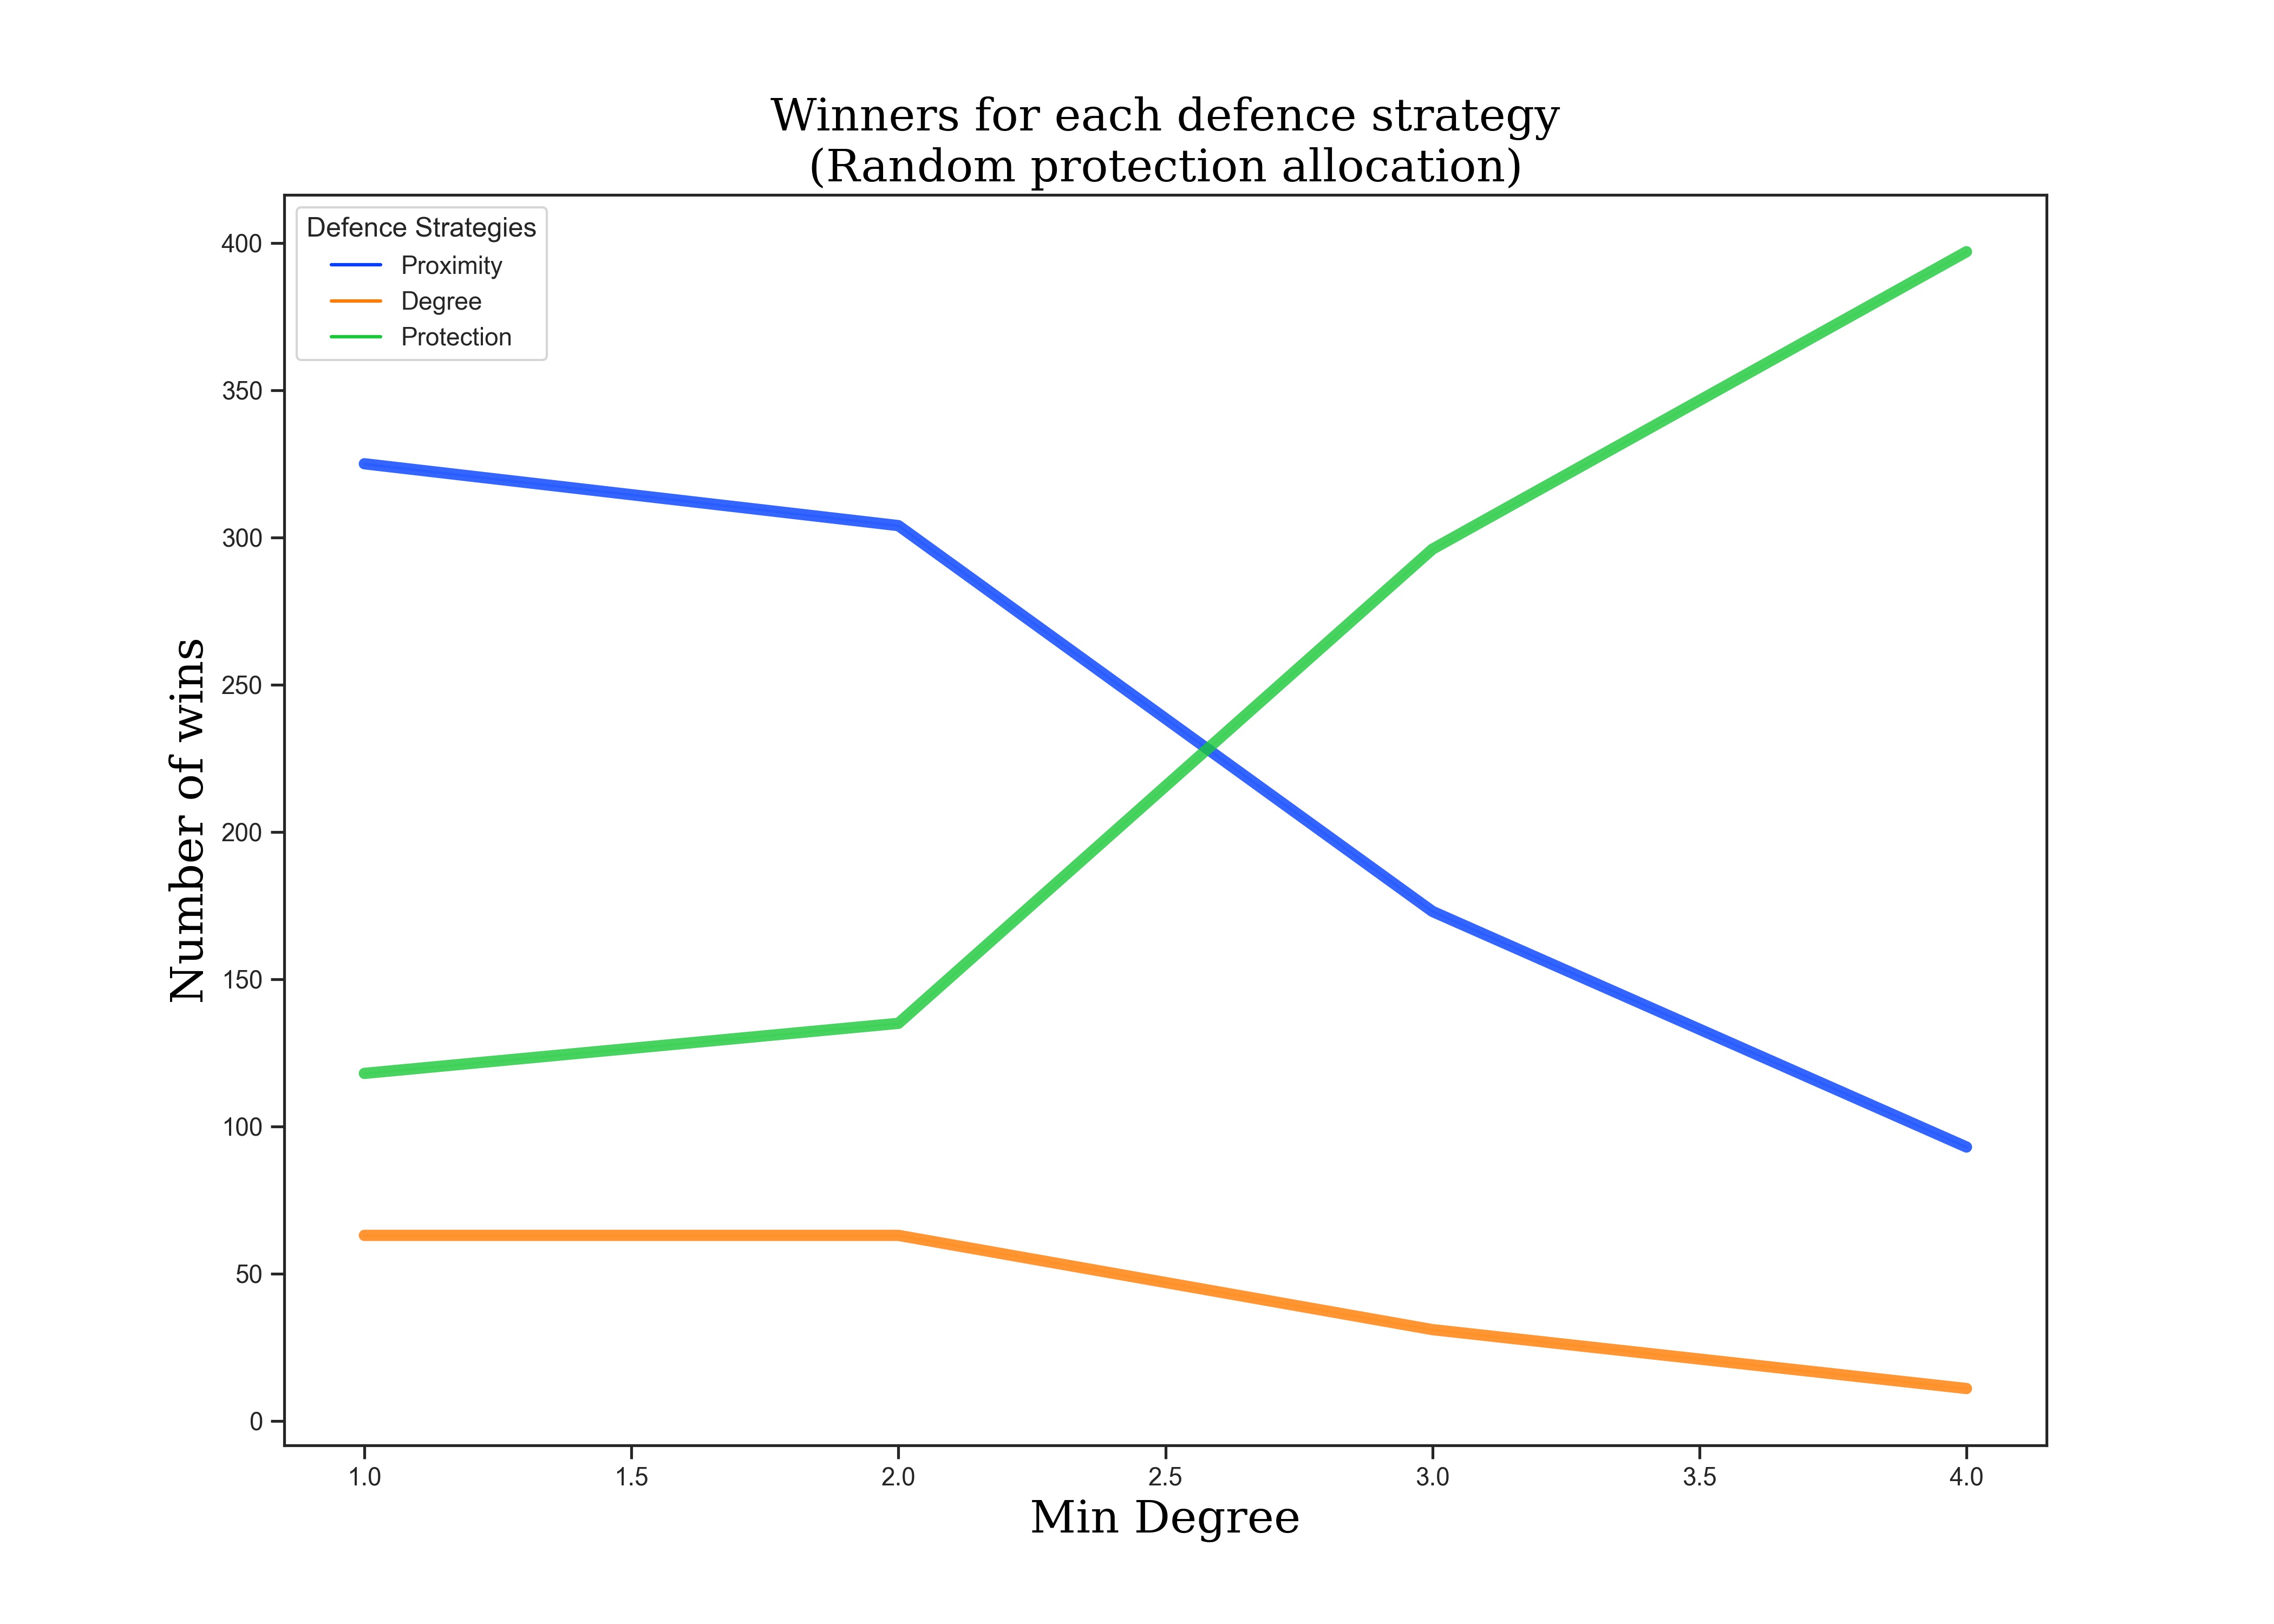 Winners for each defence strategy
(Random protection allocation)
Defence Strategies
Proximity
Degree
Protection
400
350
300
250
200
150
100
50
0
Number of wins
1.0 1.5 2.0 2.5 3.0 3.5 4.0
Min Degree